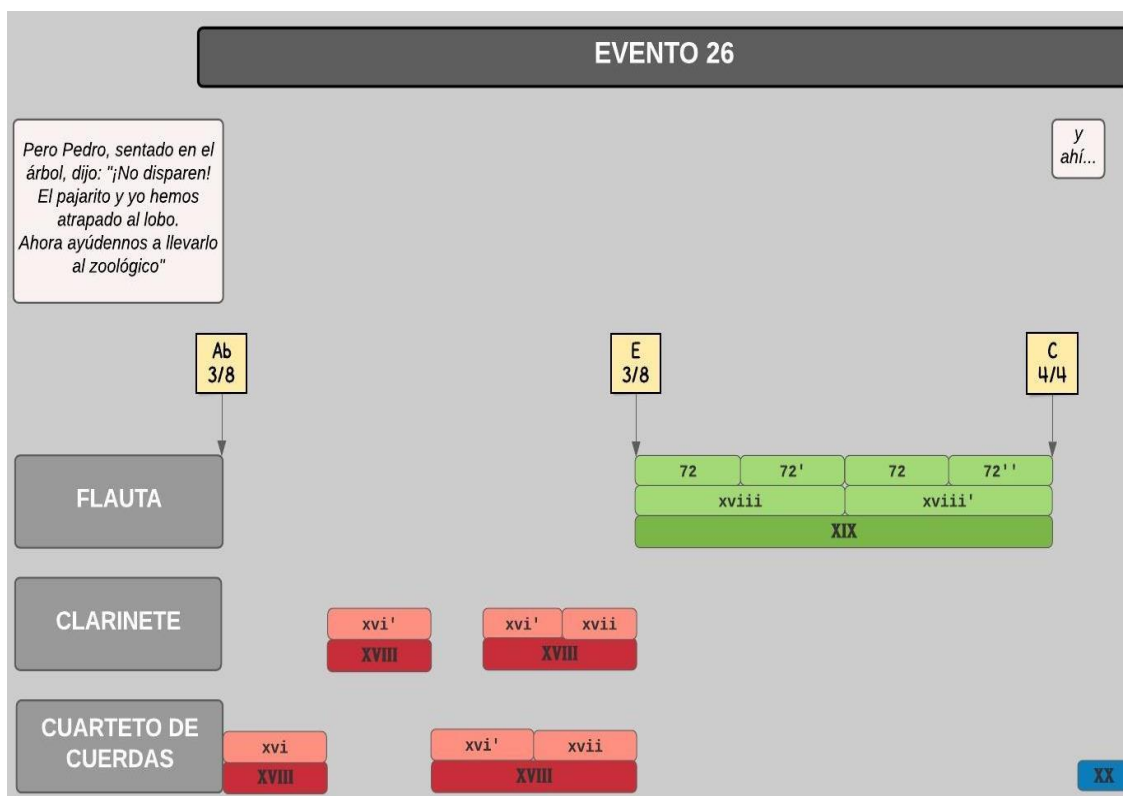 EVENTO 26
Pero Pedro, sentado en el
árbol, dijo: "¡No disparen!
El pajarito y yo hemos
atrapado al lobo.
Ahora ayúdennos a llevarlo
al zoológico"
y
ahí...
Ab
3/8
E
3/8
C
4/4
FLAUTA
72 72' 72 72''
xviii xviii'
XIX
CLARINETE
xvi' xvi' xvii
XVIII XVIII
CUARTETO DE
CUERDAS
xvi xvi' xvii
XVIII XVIII XX